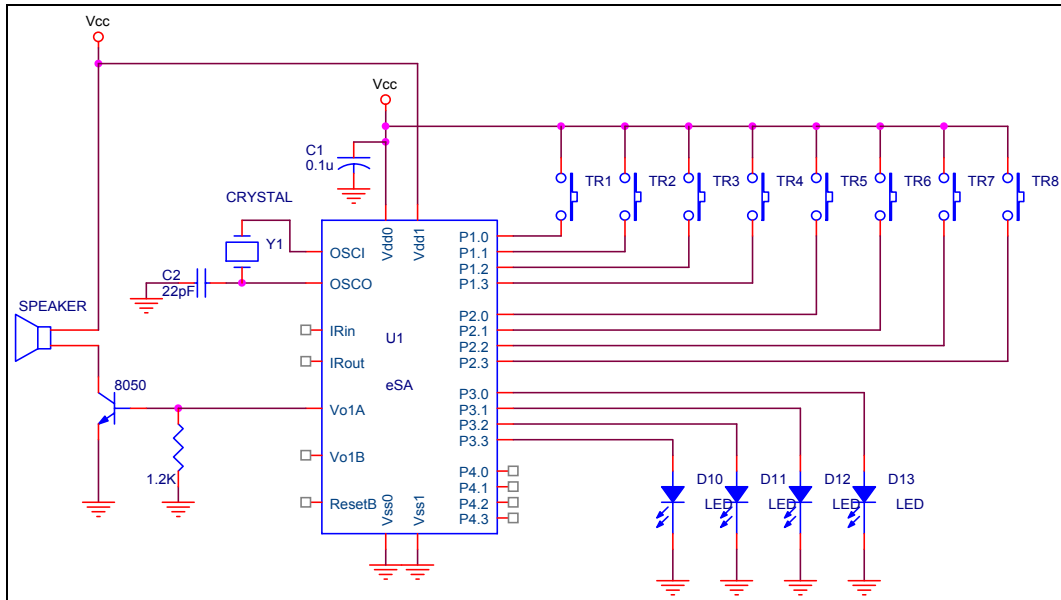 Vcc
Vcc
C1
0.1u
TR1 TR2 TR3 TR4 TR5 TR6 TR7 TR8
CRYSTAL
Y1
C2
22pF
SPEAKER
8050
1.2K
Vdd0 Vdd1
OSCI
OSCO
IRin
IRout
Vo1A
Vo1B
ResetB
U1
eSA
Vss0 Vss1
P1.0
P1.1
P1.2
P1.3
P2.0
P2.1
P2.2
P2.3
P3.0
P3.1
P3.2
P3.3
P4.0
P4.1
P4.2
P4.3
D10 D11 D12 D13
LED LED LED LED